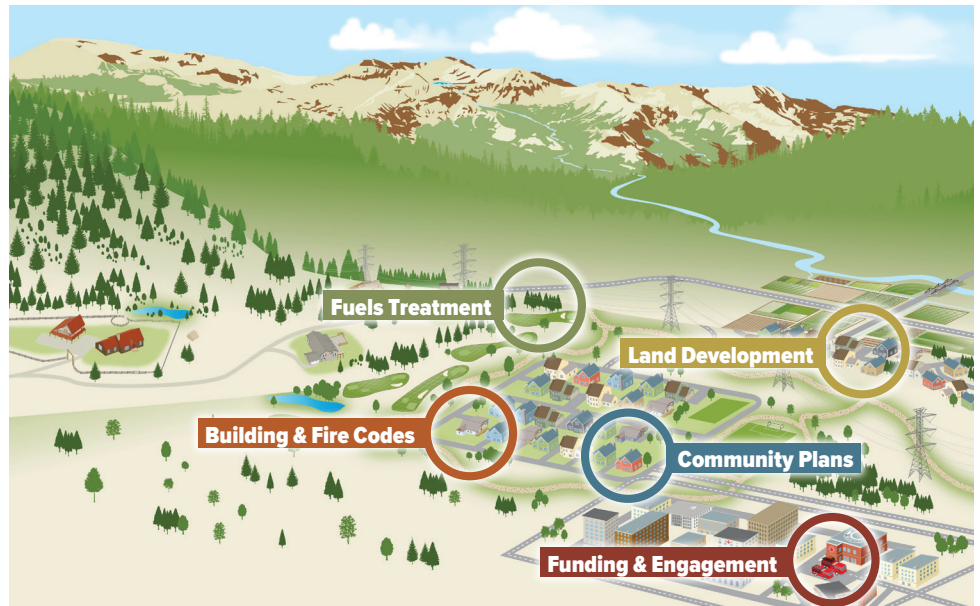 Fuels Treatment
Land Development
Building & Fire Codes
Community Plans
Funding & Engagement